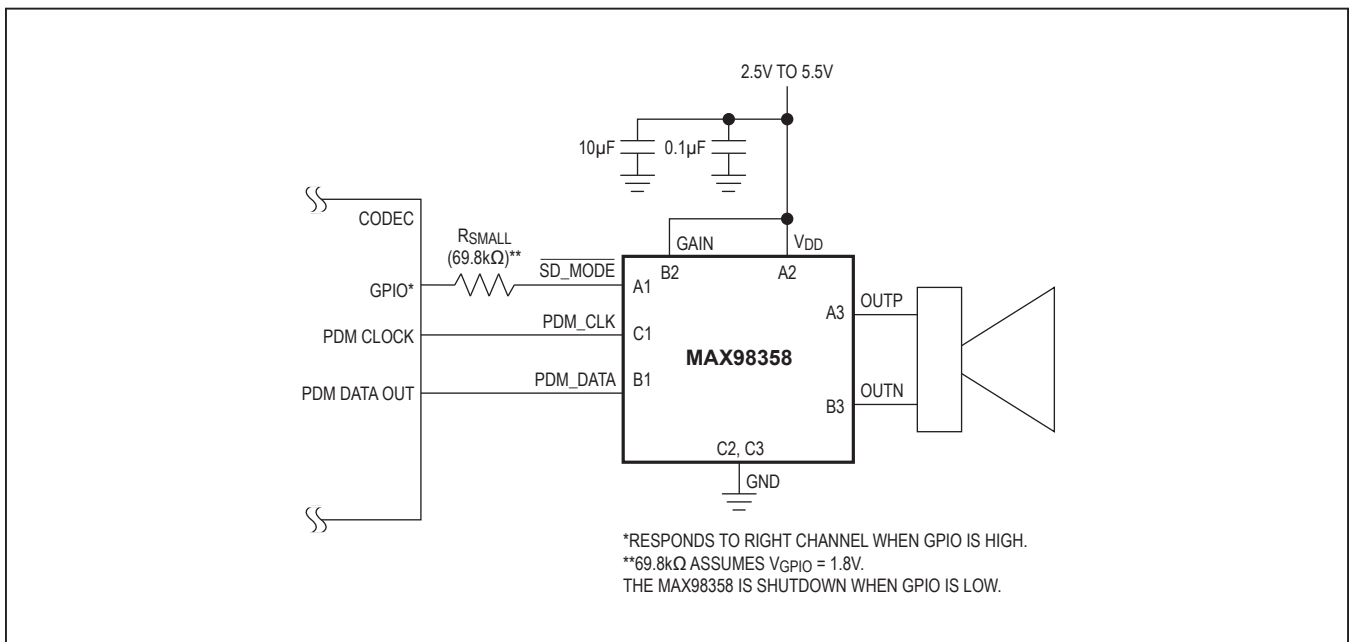 2.5V TO 5.5V
10µF
0.1µF
CODEC
RSMALL
(69.8kΩ)**
GAIN
VDD
SD_MODE
B2
A2
GPIO*
A1
A3
OUTP
PDM CLOCK
PDM_CLK
C1
MAX98358
PDM DATA OUT
PDM_DATA
B1
B3
OUTN
C2, C3
GND
*RESPONDS TO RIGHT CHANNEL WHEN GPIO IS HIGH.
**69.8kΩ ASSUMES VGPIO = 1.8V.
THE MAX98358 IS SHUTDOWN WHEN GPIO IS LOW.